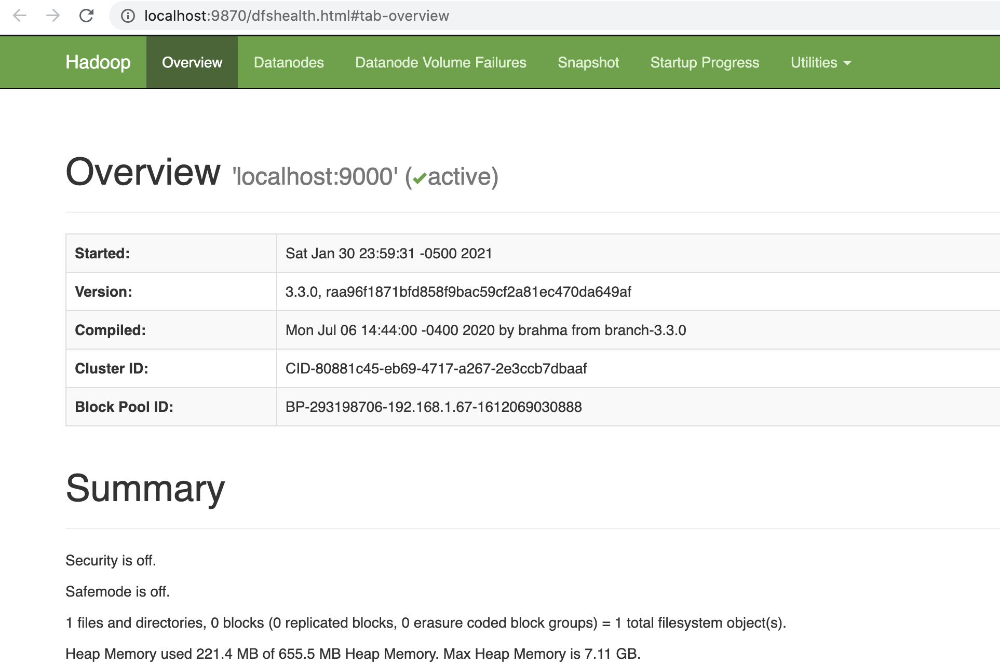 localhost:9870/dfshealth.html#tab-overview
Hadoop Overview Datanodes Datanode Volume Failures Snapshot Startup Progress Utilities
Overview 'localhost:9000' (✔active)
Started: Sat Jan 30 23:59:31 -0500 2021
Version: 3.3.0, raa96f1871bfd858f9bac59cf2a81ec470da649af
Compiled: Mon Jul 06 14:44:00 -0400 2020 by brahma from branch-3.3.0
Cluster ID: CID-80881c45-eb69-4717-a267-2e3ccb7dbaaf
Block Pool ID: BP-293198706-192.168.1.67-1612069030888
Summary
Security is off.
Safemode is off.
1 files and directories, 0 blocks (0 replicated blocks, 0 erasure coded block groups) = 1 total filesystem object(s).
Heap Memory used 221.4 MB of 655.5 MB Heap Memory. Max Heap Memory is 7.11 GB.